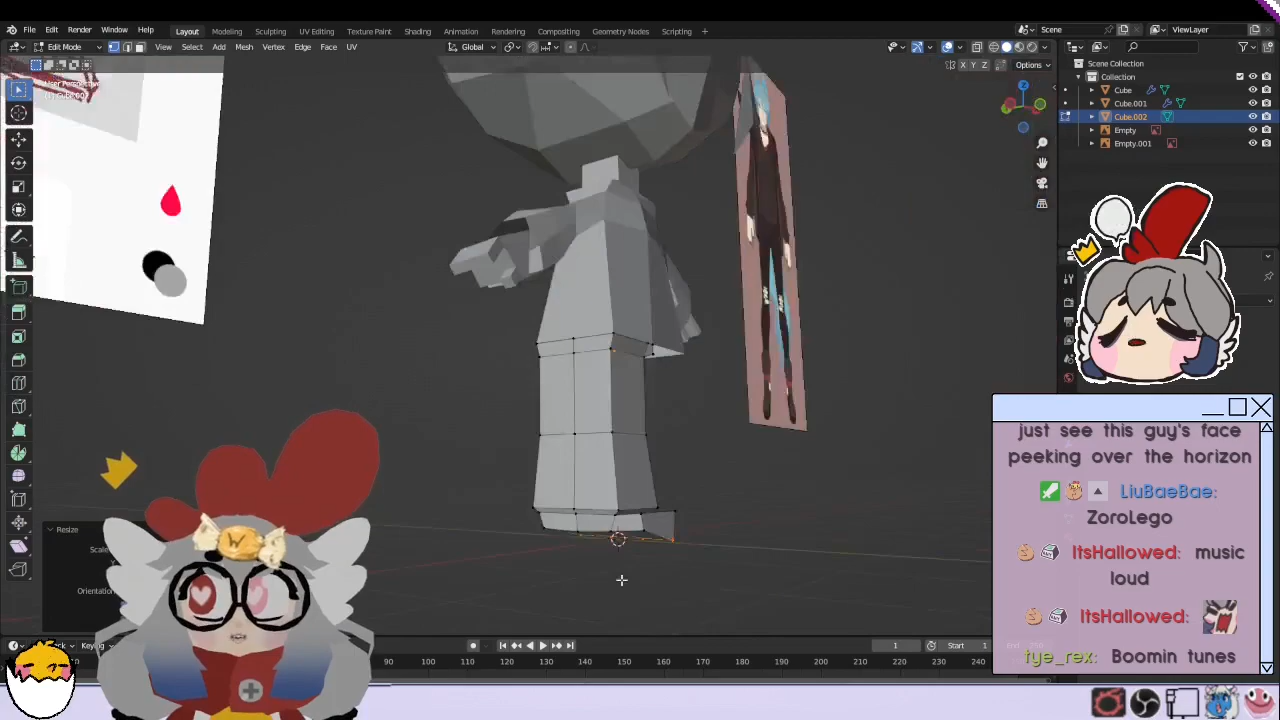 File Edit Render Window Help Layout Modeling Sculpting UV Editing Texture Paint Shading Animation Rendering Compositing Geometry Nodes Scripting + Scene ViewLayer
Edit Mode View Select Add Mesh Vertex Edge Face UV Global
X Y Z Options
Scene Collection
Collection
Cube
Cube.001
Cube.002
Empty
Empty.001
just see this guy's face
peeking over the horizon
LiuBaeBae:
ZoroLego
ItsHallowed: music
loud
ItsHallowed:
tye_rex: Boomin tunes
Resize
Scale
Orientation
1 Start 1
90 100 110 120 130 140 150 160 170 180 190 200 210 220 230 240